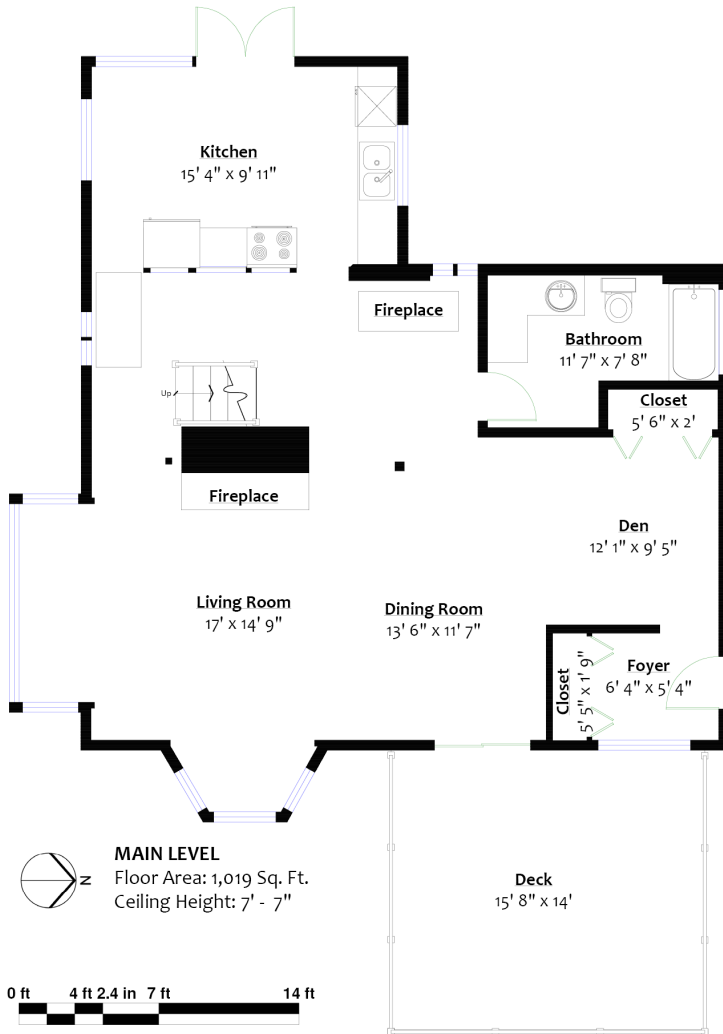 Kitchen
15' 4" x 9' 11"
Fireplace
Bathroom
11' 7" x 7' 8"
Up
Closet
5' 6" x 2'
Fireplace
Den
12' 1" x 9' 5"
Living Room
17' x 14' 9"
Dining Room
13' 6" x 11' 7"
Closet
5' 5" x 1' 9"
Foyer
6' 4" x 5' 4"
MAIN LEVEL
Floor Area: 1,019 Sq. Ft.
Ceiling Height: 7' - 7"
N
Deck
15' 8" x 14'
0 ft 4 ft 2.4 in 7 ft 14 ft